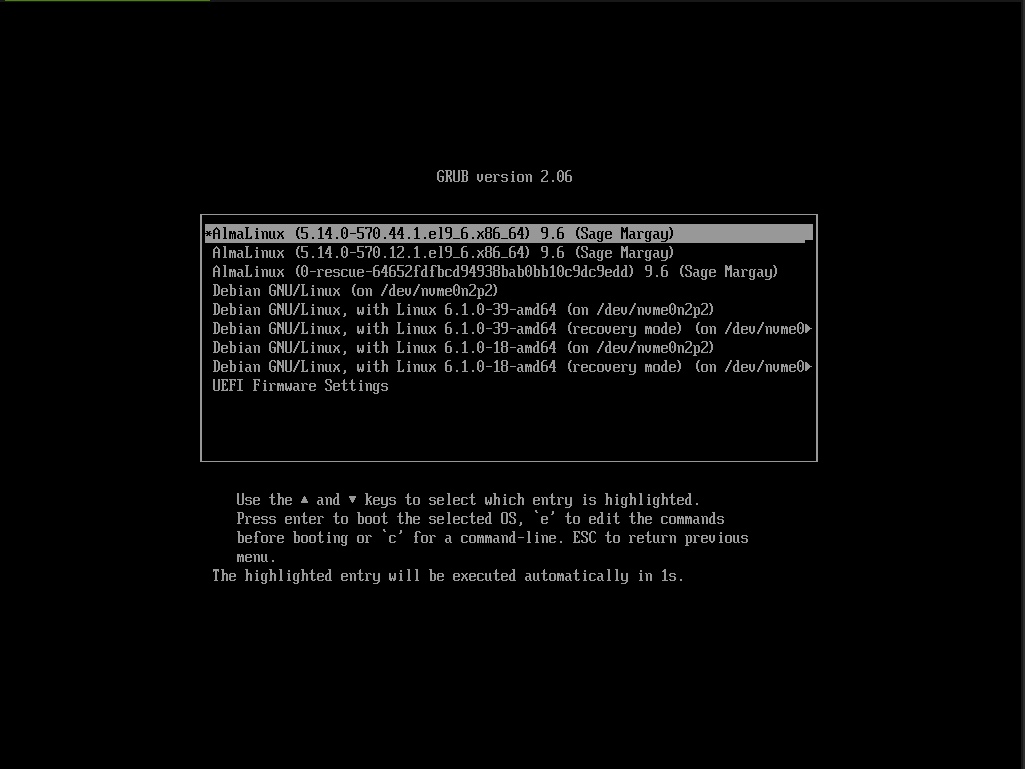 GRUB version 2.06
*AlmaLinux (5.14.0-570.44.1.el9_6.x86_64) 9.6 (Sage Margay)
AlmaLinux (5.14.0-570.12.1.el9_6.x86_64) 9.6 (Sage Margay)
AlmaLinux (0-rescue-64652fdfbcd94938bab0bb10c9dc9edd) 9.6 (Sage Margay)
Debian GNU/Linux (on /dev/nvme0n2p2)
Debian GNU/Linux, with Linux 6.1.0-39-amd64 (on /dev/nvme0n2p2)
Debian GNU/Linux, with Linux 6.1.0-39-amd64 (recovery mode) (on /dev/nvme0►
Debian GNU/Linux, with Linux 6.1.0-18-amd64 (on /dev/nvme0n2p2)
Debian GNU/Linux, with Linux 6.1.0-18-amd64 (recovery mode) (on /dev/nvme0►
UEFI Firmware Settings
Use the ▲ and ▼ keys to select which entry is highlighted.
Press enter to boot the selected OS, `e' to edit the commands
before booting or `c' for a command-line. ESC to return previous
menu.
The highlighted entry will be executed automatically in 1s.